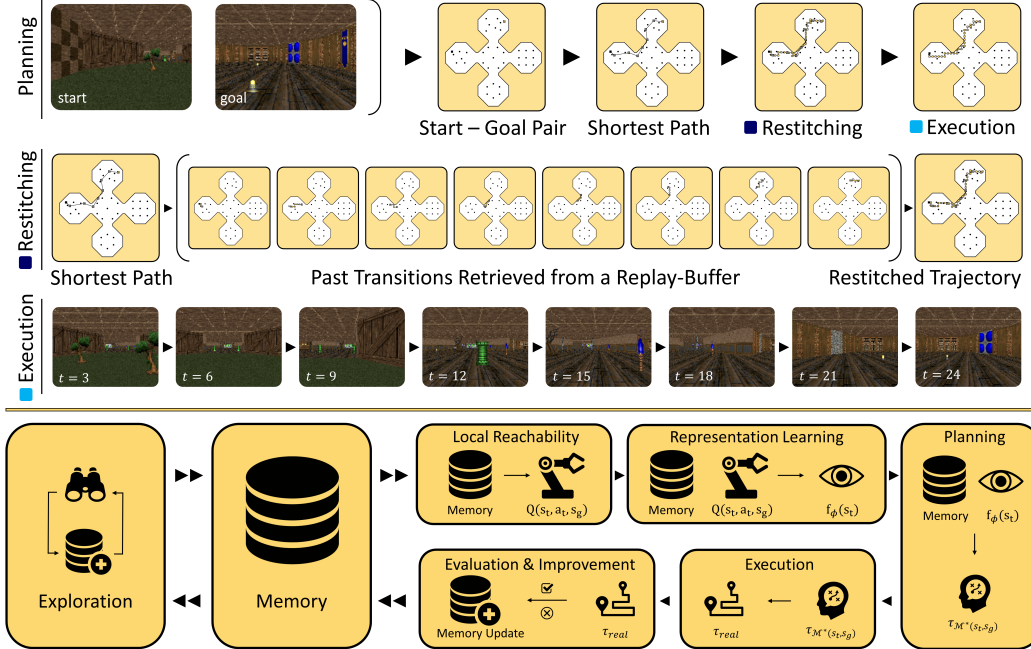 Planning
start
goal
Start – Goal Pair
Shortest Path
Restitching
Execution
Restitching
Shortest Path
Past Transitions Retrieved from a Replay-Buffer
Restitched Trajectory
Execution
t = 3
t = 6
t = 9
t = 12
t = 15
t = 18
t = 21
t = 24
Exploration
Memory
Local Reachability
Memory
Q(s_t, a_t, s_g)
Representation Learning
Memory
Q(s_t, a_t, s_g)
f_ϕ(s_t)
Planning
Memory
f_ϕ(s_t)
τ_ℳ*(s_t,s_g)
Execution
τ_real
τ_ℳ*(s_t,s_g)
Evaluation & Improvement
Memory Update
τ_real